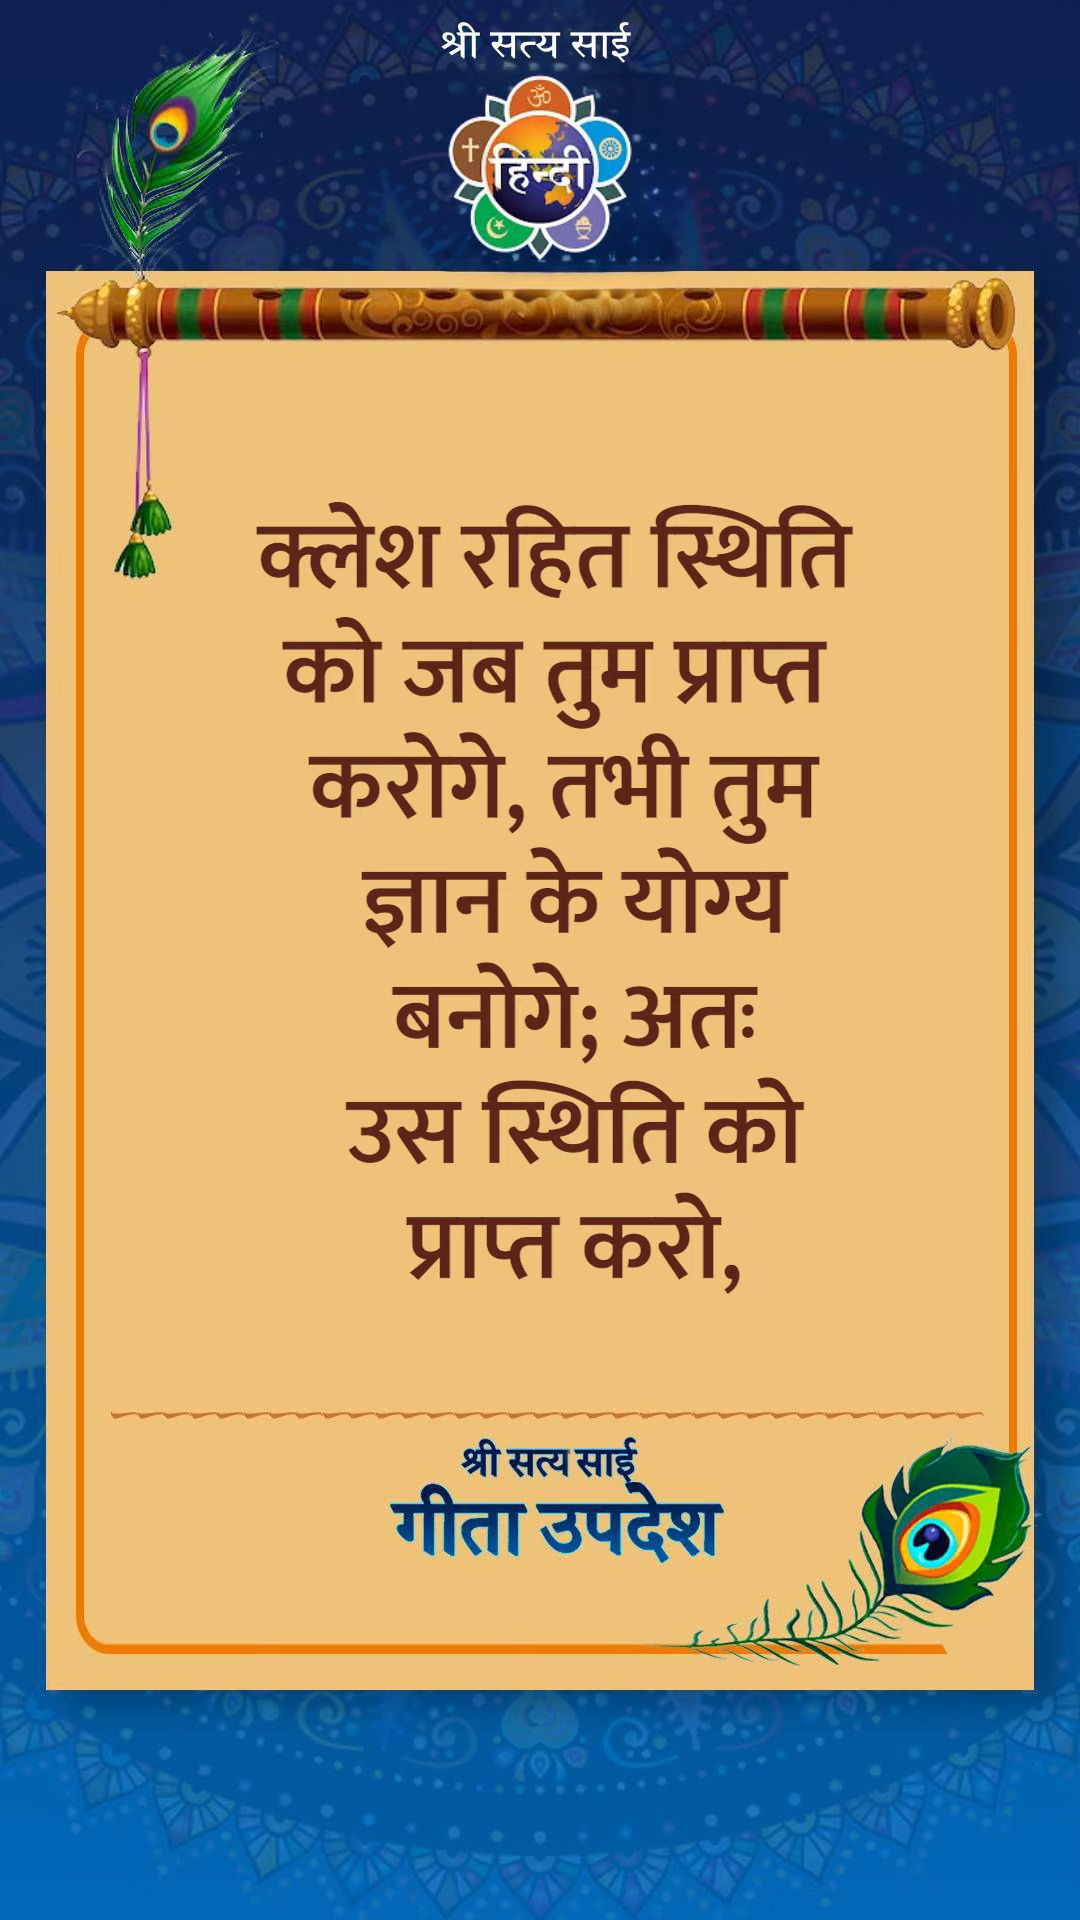 श्री सत्य साई
हिन्दी
क्लेश रहित स्थिति
को जब तुम प्राप्त
करोगे, तभी तुम
ज्ञान के योग्य
बनोगे; अतः
उस स्थिति को
प्राप्त करो,
श्री सत्य साई
गीता उपदेश